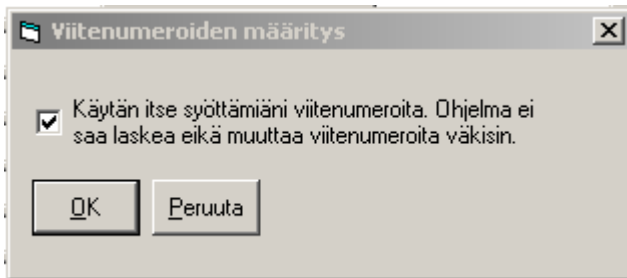 Viitenumeroiden määritys
Käytän itse syöttämiäni viitenumeroita. Ohjelma ei
saa laskea eikä muuttaa viitenumeroita väkisin.
OK
Peruuta